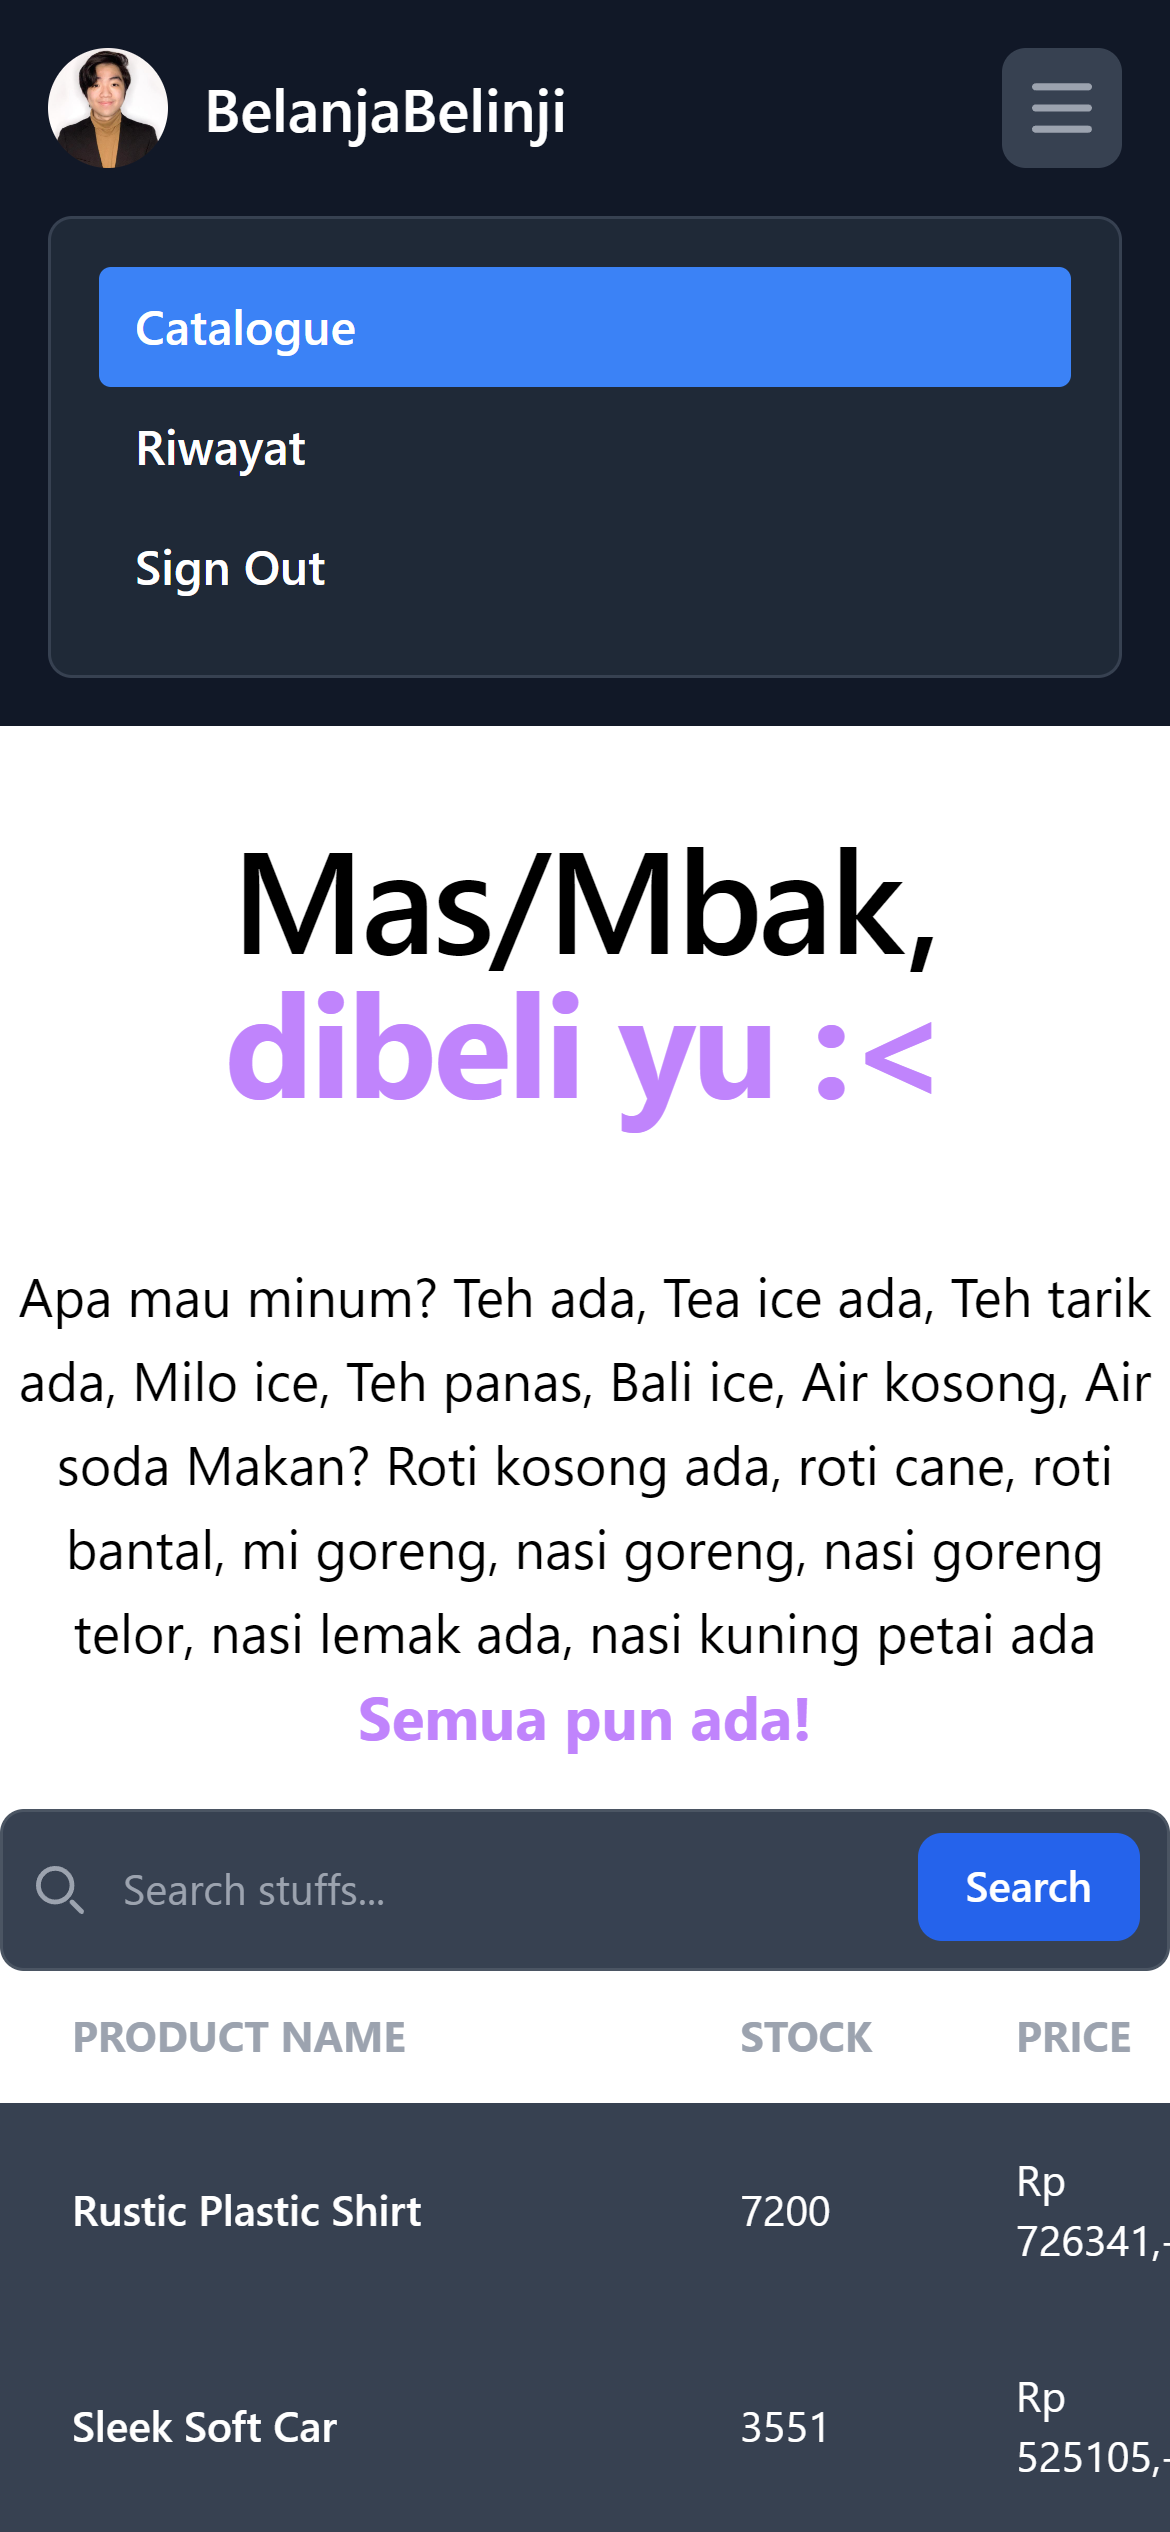 BelanjaBelinji
Catalogue
Riwayat
Sign Out
Mas/Mbak,
dibeli yu :<
Apa mau minum? Teh ada, Tea ice ada, Teh tarik
ada, Milo ice, Teh panas, Bali ice, Air kosong, Air
soda Makan? Roti kosong ada, roti cane, roti
bantal, mi goreng, nasi goreng, nasi goreng
telor, nasi lemak ada, nasi kuning petai ada
Semua pun ada!
Search stuffs...
Search
PRODUCT NAME STOCK PRICE
Rustic Plastic Shirt 7200 Rp
726341,-
Sleek Soft Car 3551 Rp
525105,-